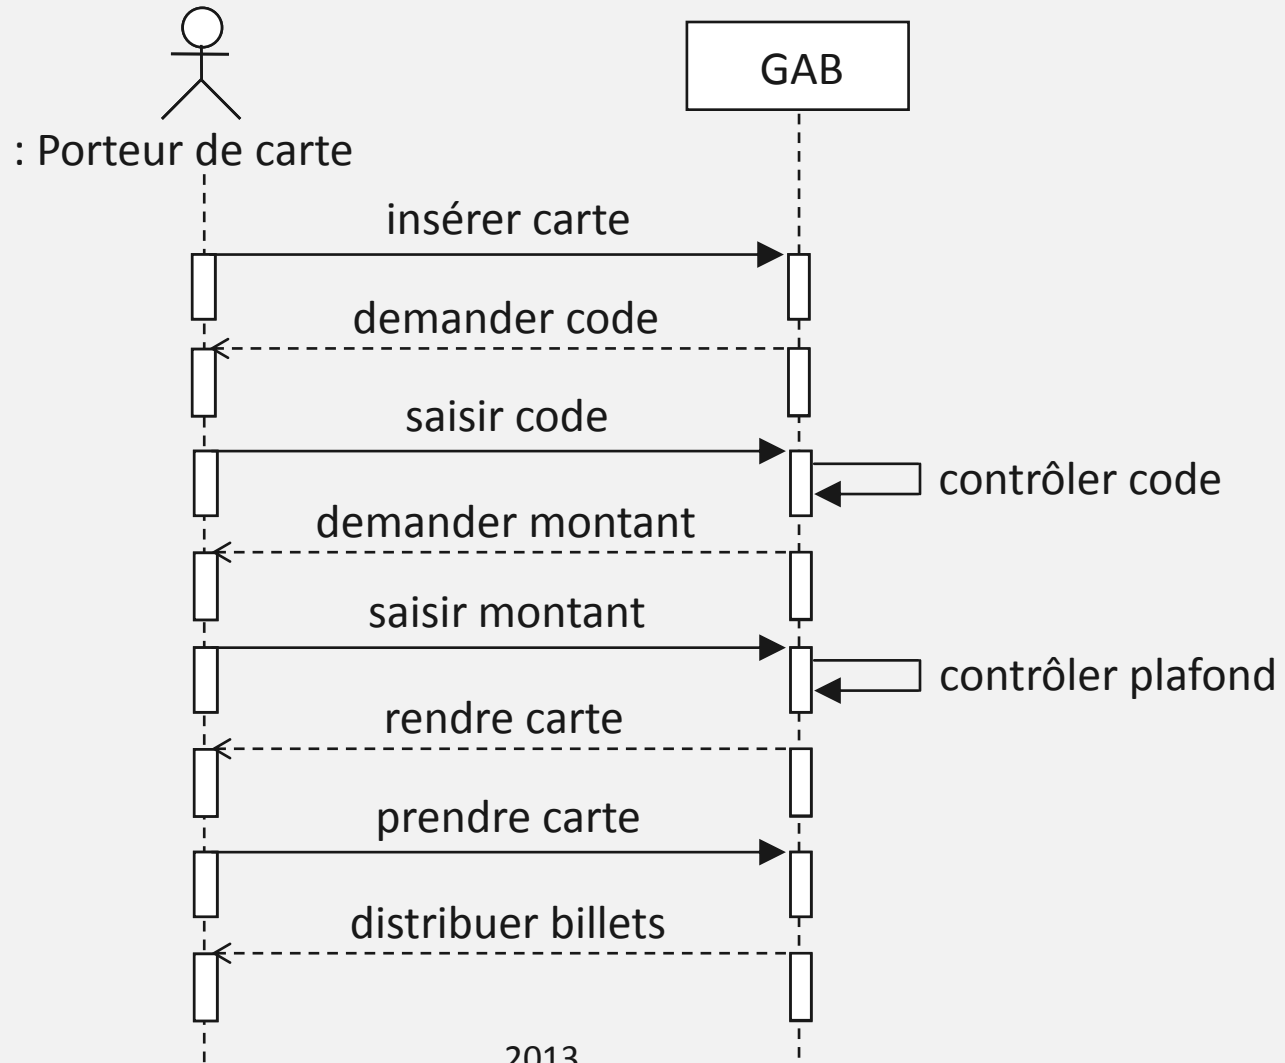 GAB
: Porteur de carte
insérer carte
demander code
saisir code
contrôler code
demander montant
saisir montant
contrôler plafond
rendre carte
prendre carte
distribuer billets
2013